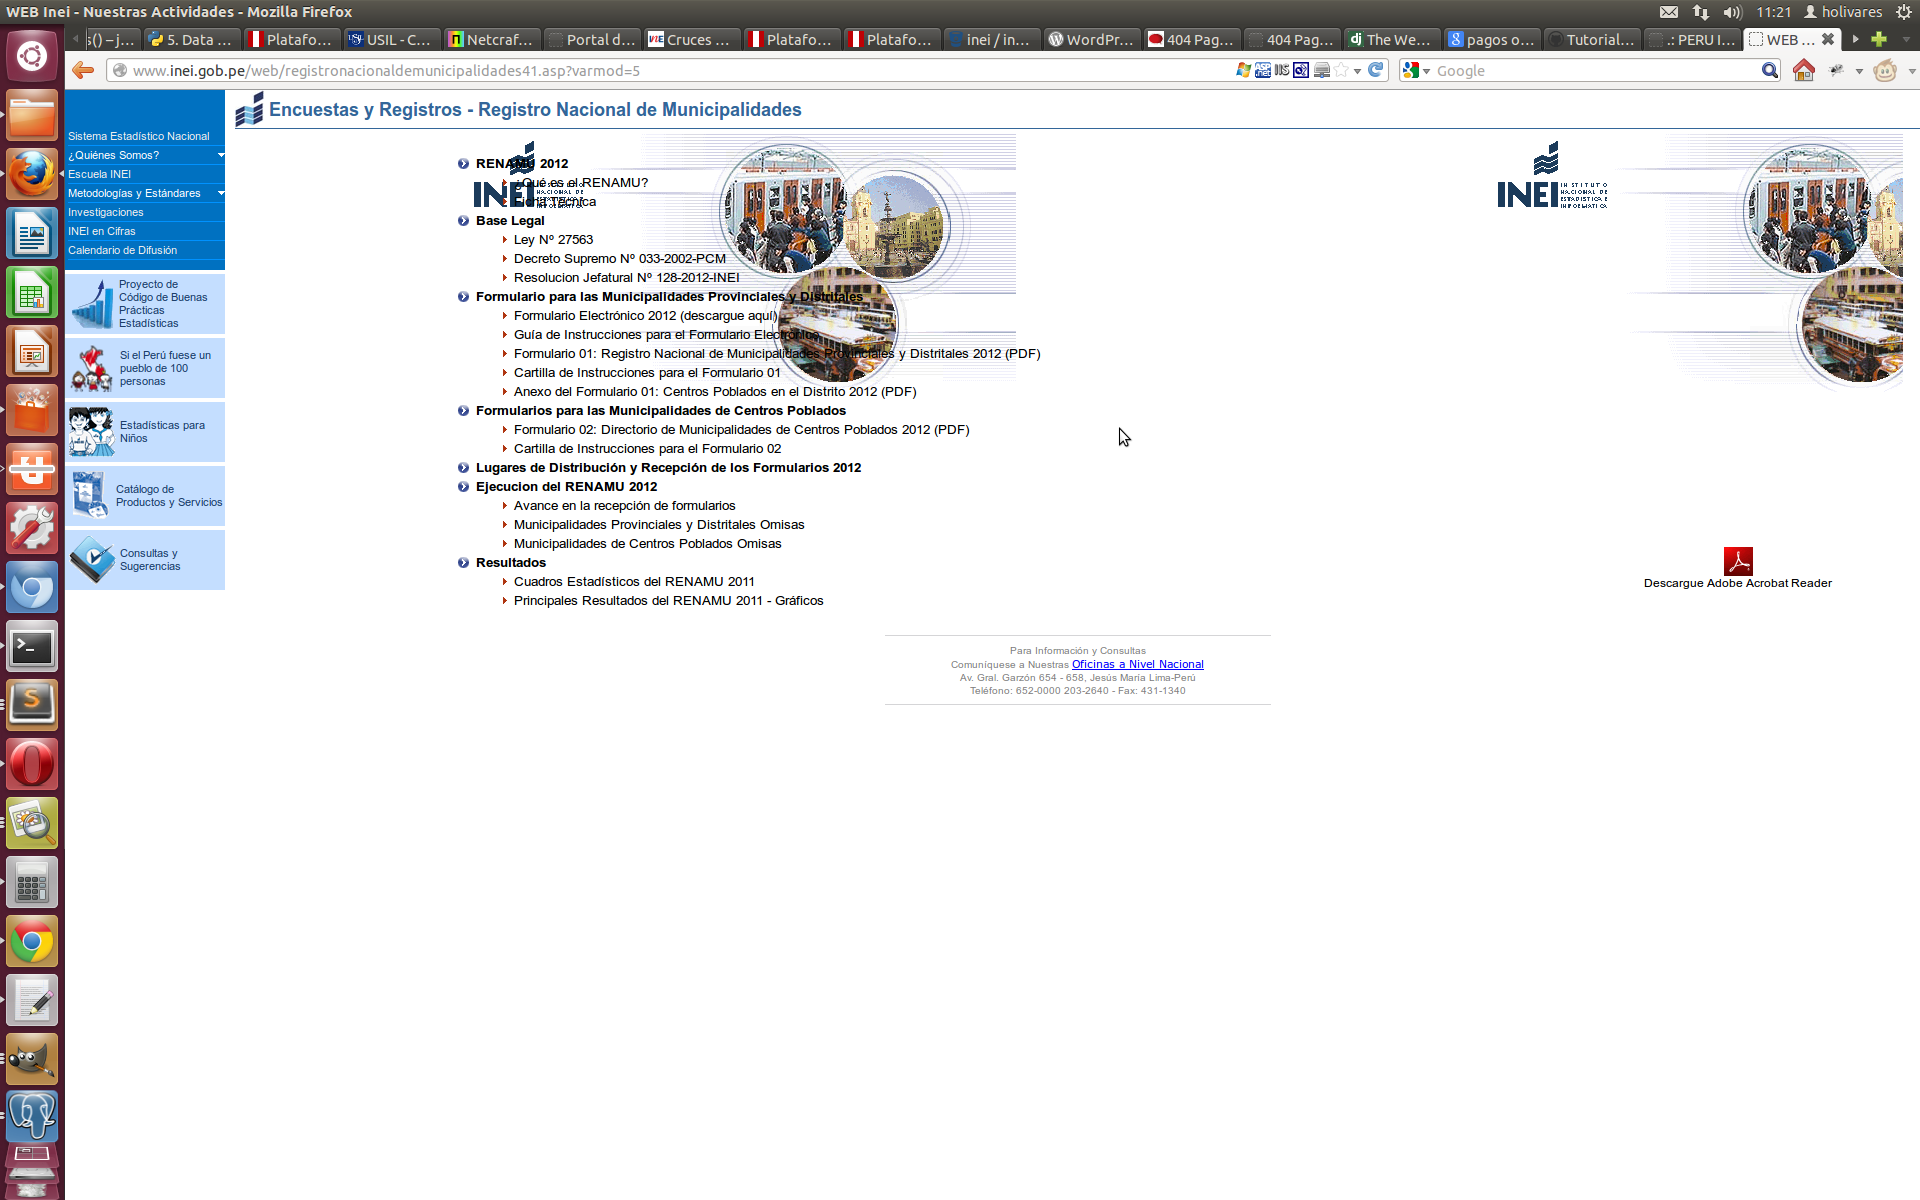 WEB Inei - Nuestras Actividades - Mozilla Firefox
11:21 holivares
s() – j...
5. Data ...
Platafo...
USIL - C...
Netcraf...
Portal d...
Cruces ...
Platafo...
Platafo...
inei / in...
WordPr...
404 Pag...
404 Pag...
The We...
pagos o...
Tutorial...
.: PERU I...
WEB ...
www.inei.gob.pe/web/registronacionaldemunicipalidades41.asp?varmod=5
Google
Encuestas y Registros - Registro Nacional de Municipalidades
Sistema Estadístico Nacional
¿Quiénes Somos?
Escuela INEI
Metodologías y Estándares
Investigaciones
INEI en Cifras
Calendario de Difusión
Proyecto de
Código de Buenas
Prácticas
Estadísticas
Si el Perú fuese un
pueblo de 100
personas
Estadísticas para
Niños
Catálogo de
Productos y Servicios
Consultas y
Sugerencias
RENAMU 2012
¿Qué es el RENAMU?
Ficha Técnica
Base Legal
Ley Nº 27563
Decreto Supremo Nº 033-2002-PCM
Resolucion Jefatural Nº 128-2012-INEI
Formulario para las Municipalidades Provinciales y Distritales
Formulario Electrónico 2012 (descargue aquí)
Guía de Instrucciones para el Formulario Electrónico
Formulario 01: Registro Nacional de Municipalidades Provinciales y Distritales 2012 (PDF)
Cartilla de Instrucciones para el Formulario 01
Anexo del Formulario 01: Centros Poblados en el Distrito 2012 (PDF)
Formularios para las Municipalidades de Centros Poblados
Formulario 02: Directorio de Municipalidades de Centros Poblados 2012 (PDF)
Cartilla de Instrucciones para el Formulario 02
Lugares de Distribución y Recepción de los Formularios 2012
Ejecucion del RENAMU 2012
Avance en la recepción de formularios
Municipalidades Provinciales y Distritales Omisas
Municipalidades de Centros Poblados Omisas
Resultados
Cuadros Estadísticos del RENAMU 2011
Principales Resultados del RENAMU 2011 - Gráficos
INEI
INEI
INSTITUTO
NACIONAL DE
ESTADISTICA E
INFORMATICA
Descargue Adobe Acrobat Reader
Para Información y Consultas
Comuníquese a Nuestras Oficinas a Nivel Nacional
Av. Gral. Garzón 654 - 658, Jesús María Lima-Perú
Teléfono: 652-0000 203-2640 - Fax: 431-1340